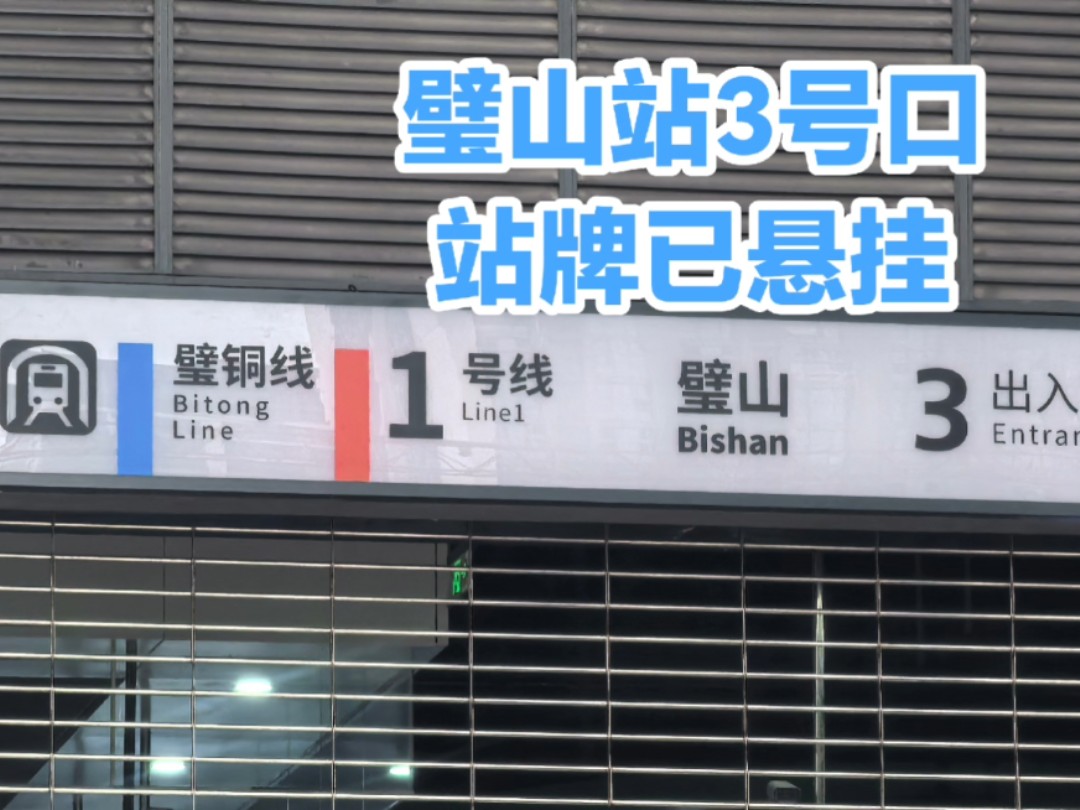 璧山站3号口
站牌已悬挂
璧铜线
Bitong
Line
1
号线
Line1
璧山
Bishan
3
出入
Entran